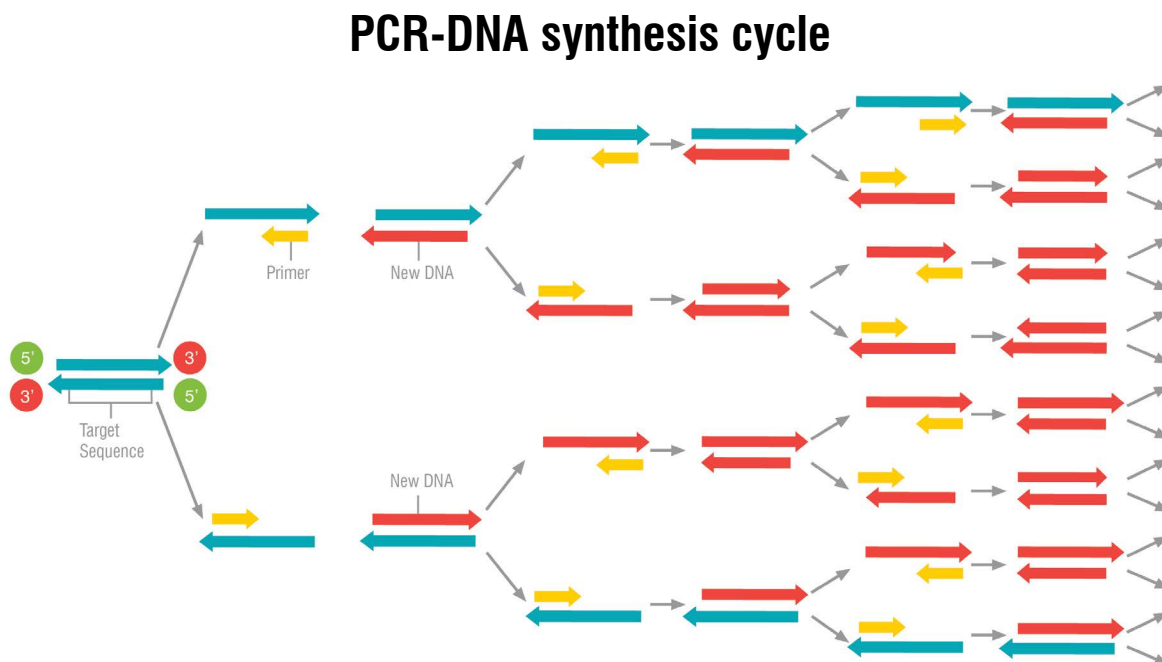 PCR-DNA synthesis cycle
Primer
New DNA
5’
3’
3’
5’
Target
Sequence
New DNA